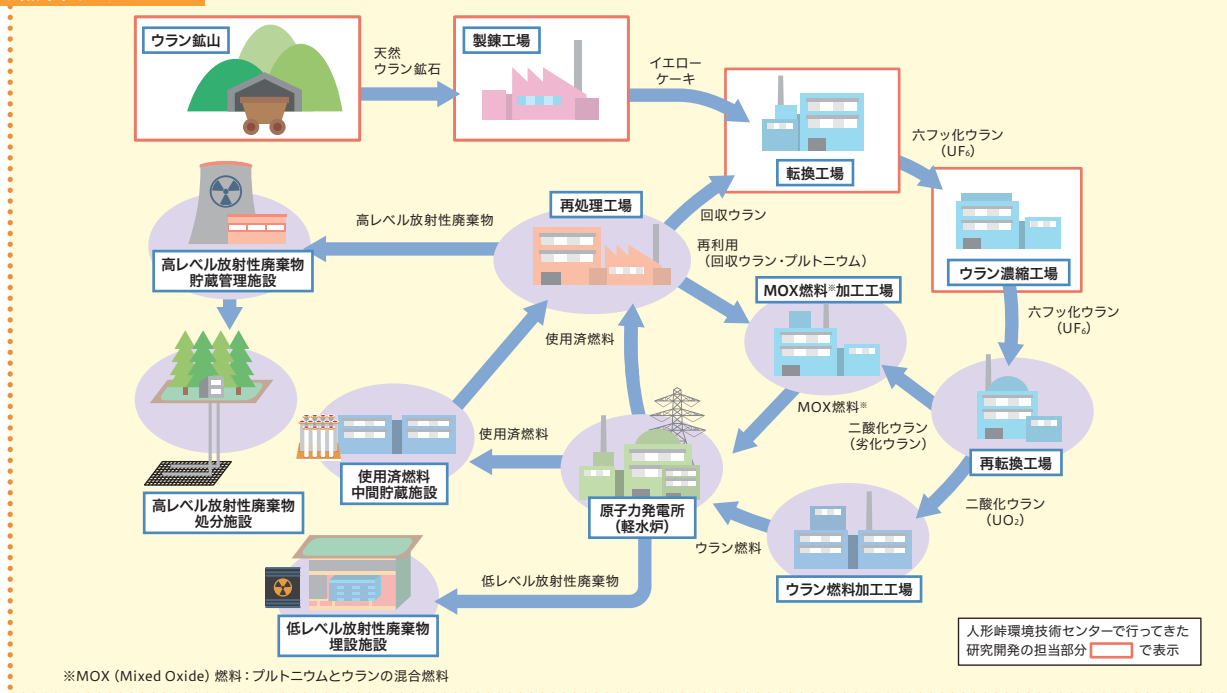 ウラン鉱山
天然
ウラン鉱石
製錬工場
イエロー
ケーキ
転換工場
六フッ化ウラン
（UF₆）
ウラン濃縮工場
再処理工場
高レベル放射性廃棄物
回収ウラン
再利用
（回収ウラン・プルトニウム）
高レベル放射性廃棄物
貯蔵管理施設
MOX燃料※加工工場
六フッ化ウラン
（UF₆）
使用済燃料
MOX燃料※
二酸化ウラン
（劣化ウラン）
使用済燃料
再転換工場
使用済燃料
中間貯蔵施設
高レベル放射性廃棄物
処分施設
原子力発電所
（軽水炉）
二酸化ウラン
（UO₂）
ウラン燃料
ウラン燃料加工工場
低レベル放射性廃棄物
低レベル放射性廃棄物
埋設施設
人形峠環境技術センターで行ってきた
研究開発の担当部分 で表示
※MOX（Mixed Oxide）燃料：プルトニウムとウランの混合燃料